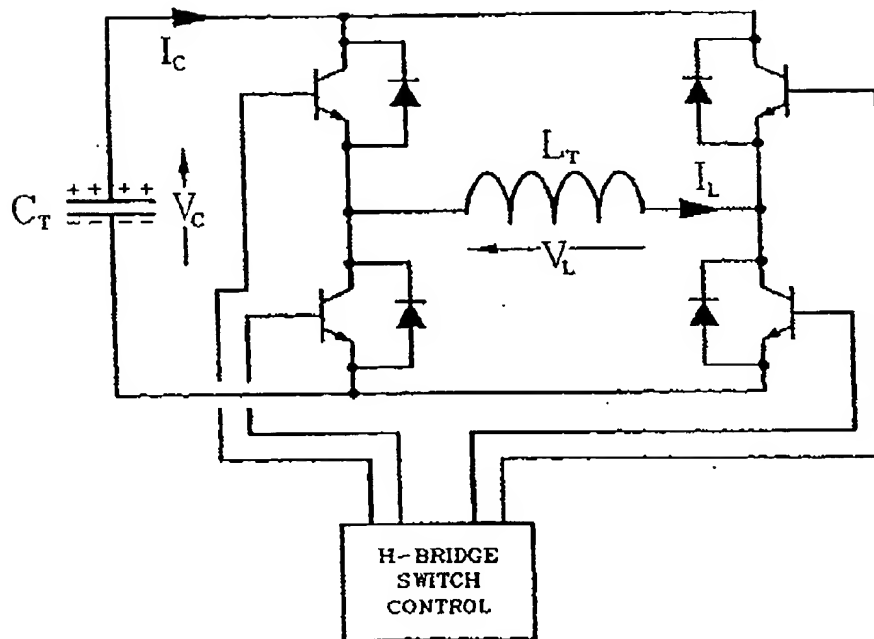 I_C
L_T
I_L
C_T
+ + + +
- - - -
V_C
V_L
H-BRIDGE
SWITCH
CONTROL